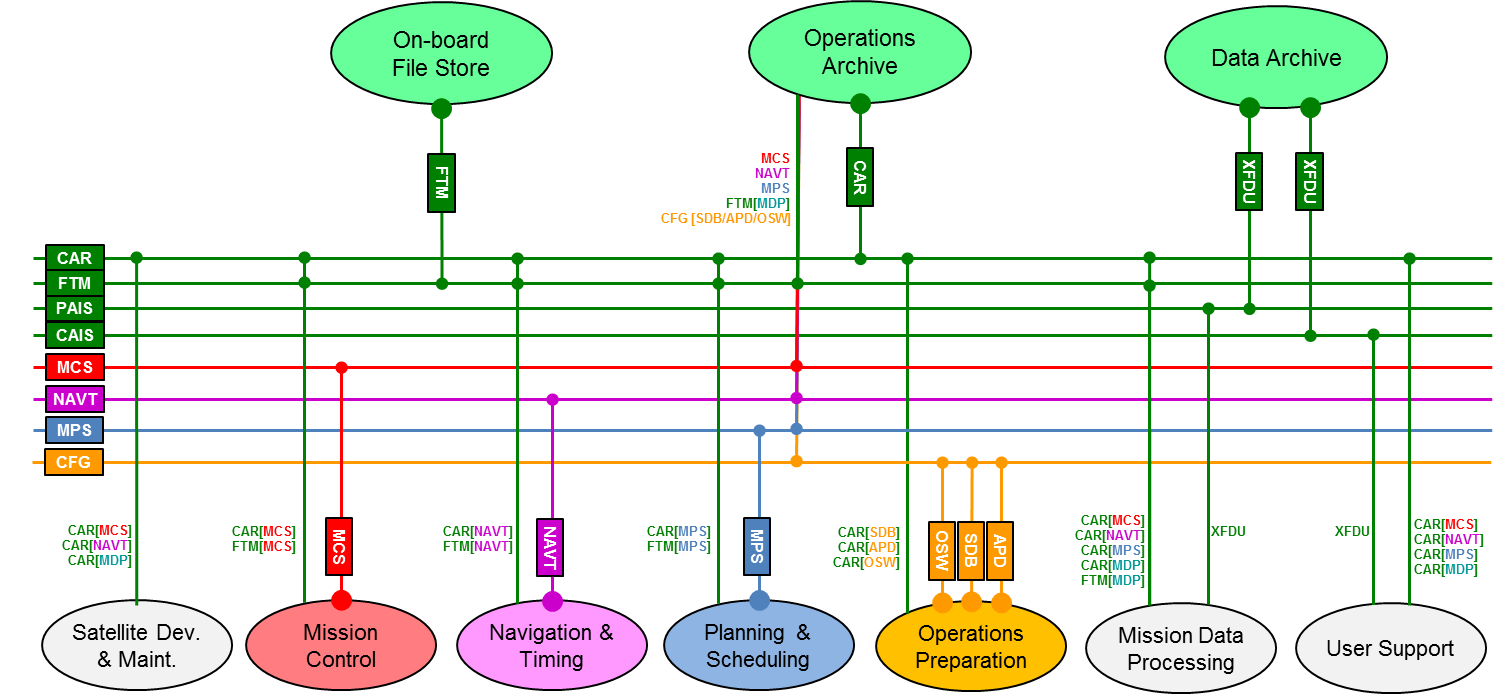 On-board
File Store
Operations
Archive
Data Archive
FTM
MCS
NAVT
MPS
FTM[MDP]
CFG [SDB/APD/OSW]
CAR
XFDU
XFDU
CAR
FTM
PAIS
CAIS
MCS
NAVT
MPS
CFG
CAR[MCS]
CAR[NAVT]
CAR[MDP]
CAR[MCS]
FTM[MCS]
MCS
CAR[NAVT]
FTM[NAVT]
NAVT
CAR[MPS]
FTM[MPS]
MPS
CAR[SDB]
CAR[APD]
CAR[OSW]
OSW
SDB
APD
CAR[MCS]
CAR[NAVT]
CAR[MPS]
CAR[MDP]
FTM[MDP]
XFDU
XFDU
CAR[MCS]
CAR[NAVT]
CAR[MPS]
CAR[MDP]
Satellite Dev.
& Maint.
Mission
Control
Navigation &
Timing
Planning &
Scheduling
Operations
Preparation
Mission Data
Processing
User Support